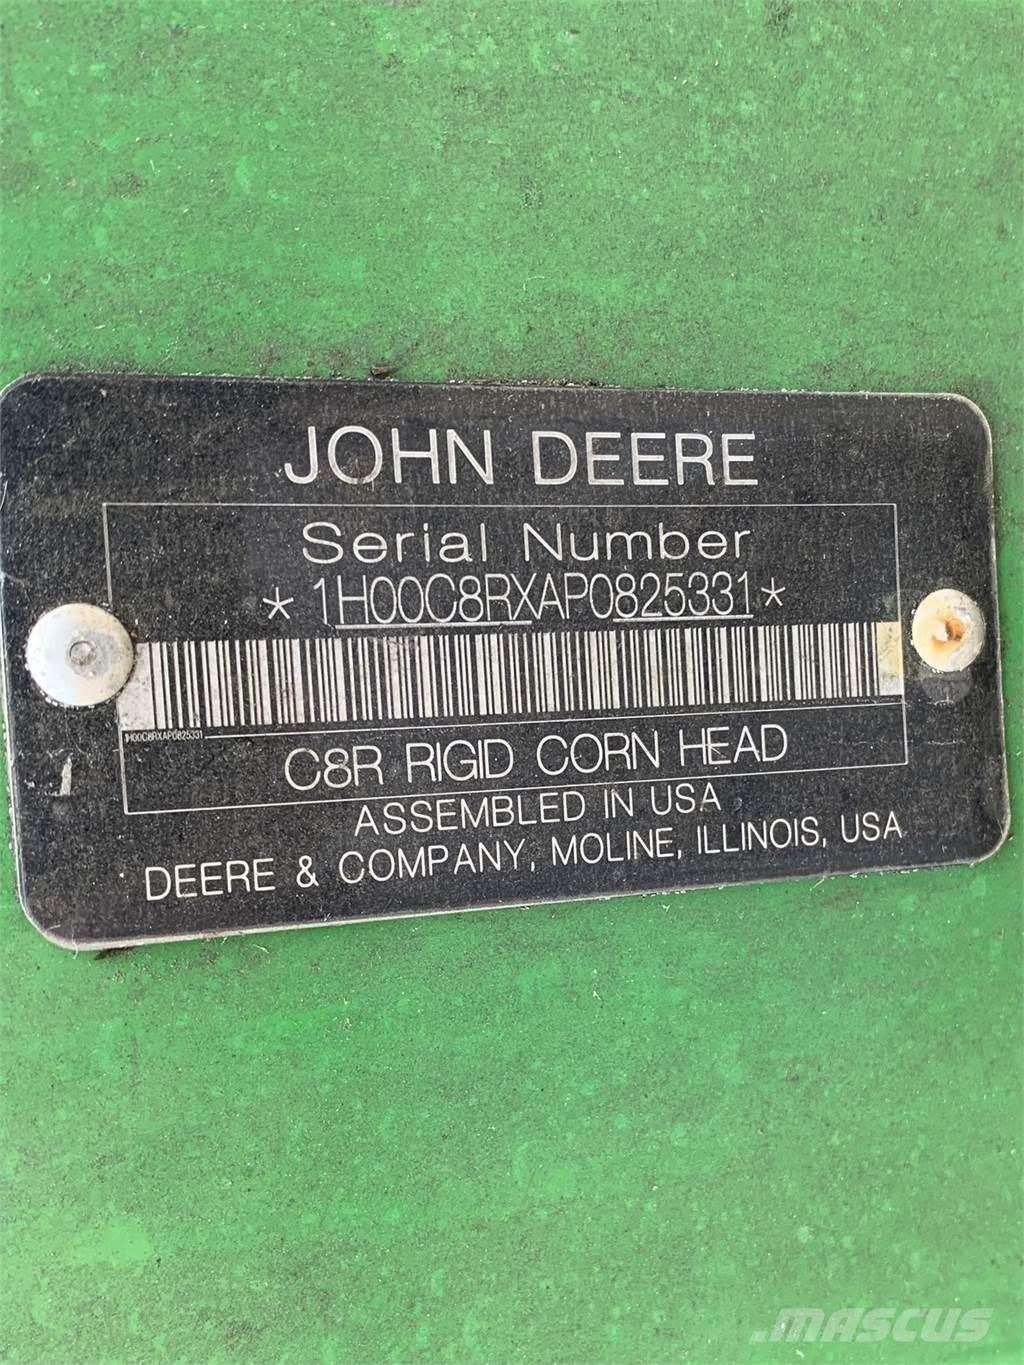 JOHN DEERE
Serial Number
* 1H00C8RXAP0825331 *
1H00C8RXAP0825331
C8R RIGID CORN HEAD
ASSEMBLED IN USA
DEERE & COMPANY, MOLINE, ILLINOIS, USA
MASCUS